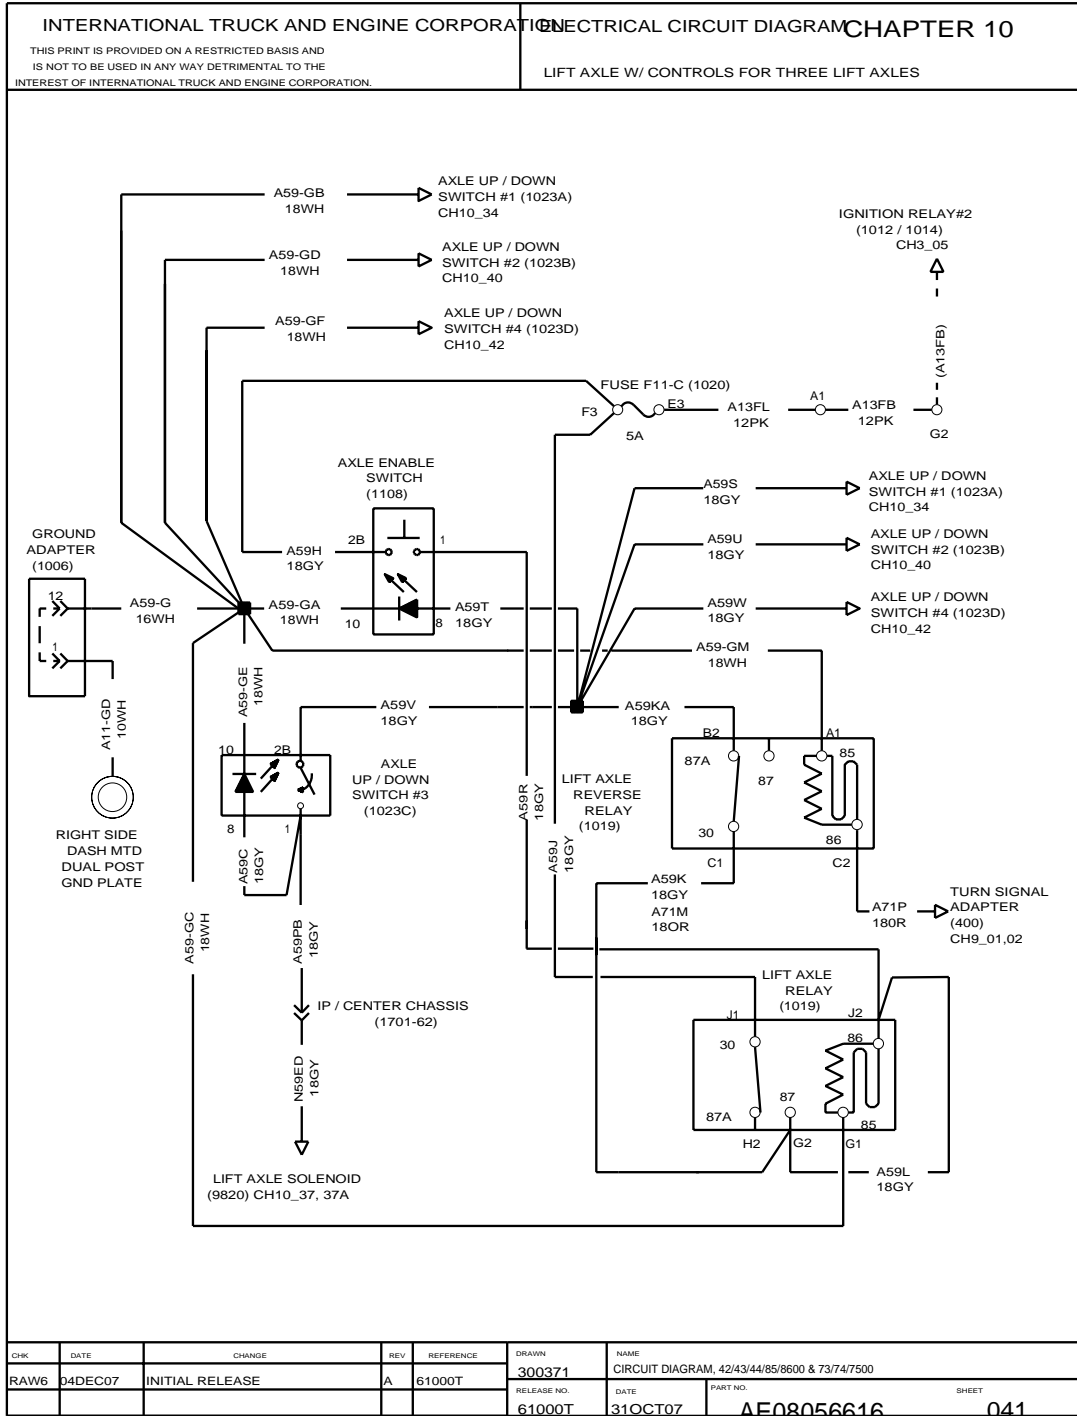 INTERNATIONAL TRUCK AND ENGINE CORPORATION
THIS PRINT IS PROVIDED ON A RESTRICTED BASIS AND
IS NOT TO BE USED IN ANY WAY DETRIMENTAL TO THE
INTEREST OF INTERNATIONAL TRUCK AND ENGINE CORPORATION.
ELECTRICAL CIRCUIT DIAGRAM
CHAPTER 10
LIFT AXLE W/ CONTROLS FOR THREE LIFT AXLES
A59-GB
18WH
AXLE UP / DOWN
SWITCH #1 (1023A)
CH10_34
A59-GD
18WH
AXLE UP / DOWN
SWITCH #2 (1023B)
CH10_40
A59-GF
18WH
AXLE UP / DOWN
SWITCH #4 (1023D)
CH10_42
IGNITION RELAY#2
(1012 / 1014)
CH3_05
(A13FB)
FUSE F11-C (1020)
F3
E3
5A
A13FL
12PK
A1
A13FB
12PK
G2
AXLE ENABLE
SWITCH
(1108)
2B
1
A59H
18GY
A59-GA
18WH
10
8
A59T
18GY
A59S
18GY
AXLE UP / DOWN
SWITCH #1 (1023A)
CH10_34
A59U
18GY
AXLE UP / DOWN
SWITCH #2 (1023B)
CH10_40
A59W
18GY
AXLE UP / DOWN
SWITCH #4 (1023D)
CH10_42
GROUND
ADAPTER
(1006)
12
1
A59-G
16WH
A11-GD
10WH
RIGHT SIDE
DASH MTD
DUAL POST
GND PLATE
A59-GE
18WH
A59-GM
18WH
A59V
18GY
A59KA
18GY
10
2B
8
1
AXLE
UP / DOWN
SWITCH #3
(1023C)
A59C
18GY
A59R
18GY
A59J
18GY
LIFT AXLE
REVERSE
RELAY
(1019)
B2
A1
87A
87
85
30
86
C1
C2
A59K
18GY
A71M
18OR
A71P
180R
TURN SIGNAL
ADAPTER
(400)
CH9_01,02
A59-GC
18WH
A59PB
18GY
IP / CENTER CHASSIS
(1701-62)
N59ED
18GY
LIFT AXLE SOLENOID
(9820) CH10_37, 37A
LIFT AXLE
RELAY
(1019)
J1
J2
30
86
87
87A
85
H2
G2
G1
A59L
18GY
CHK DATE CHANGE REV REFERENCE
RAW6 04DEC07 INITIAL RELEASE A 61000T
DRAWN
300371
NAME
CIRCUIT DIAGRAM, 42/43/44/85/8600 & 73/74/7500
RELEASE NO.
61000T
DATE
31OCT07
PART NO.
AE08056616
SHEET
041